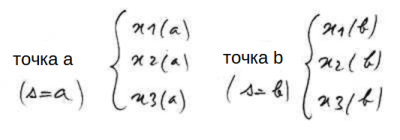 x1(a)
точка a x2(a)
(s=a) x3(a)
x1(b)
точка b x2(b)
(s=b) x3(b)